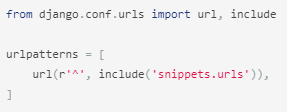 from django.conf.urls import url, include
urlpatterns = [
    url(r'^', include('snippets.urls')),
]